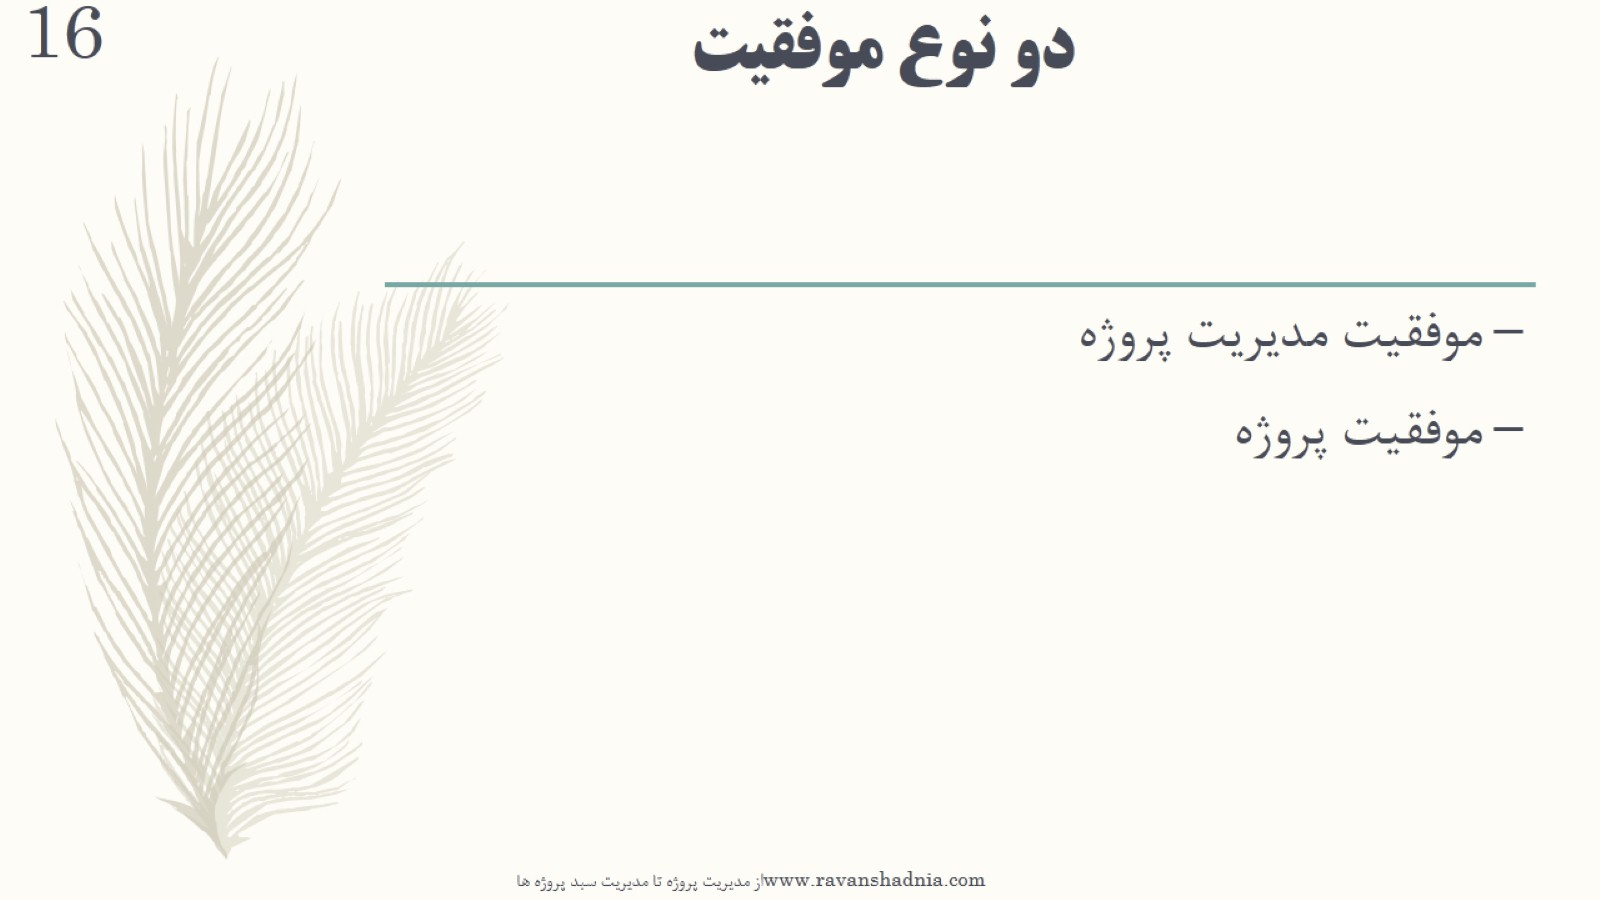 16
دو نوع موفقیت
– موفقیت مدیریت پروژه
– موفقیت پروژه
www.ravanshadnia.comاز مدیریت پروژه تا مدیریت سبد پروژه ها